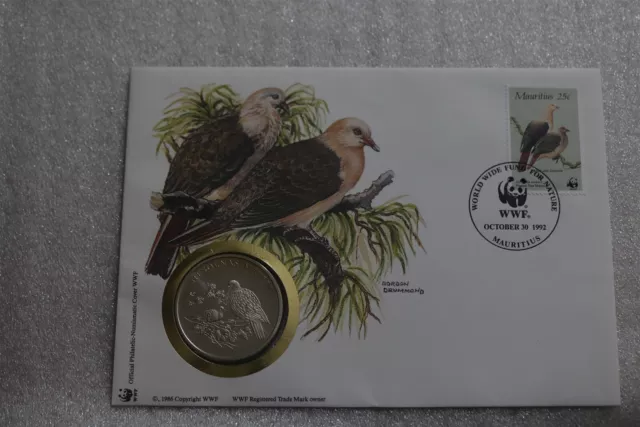 Mauritius 25c
WORLD WIDE FUND FOR NATURE
WWF
OCTOBER 30 1992
MAURITIUS
GORDON
DRUMMOND
Official Philatelic-Numismatic Cover WWF
WWF
©, 1986 Copyright WWF WWF Registered Trade Mark owner